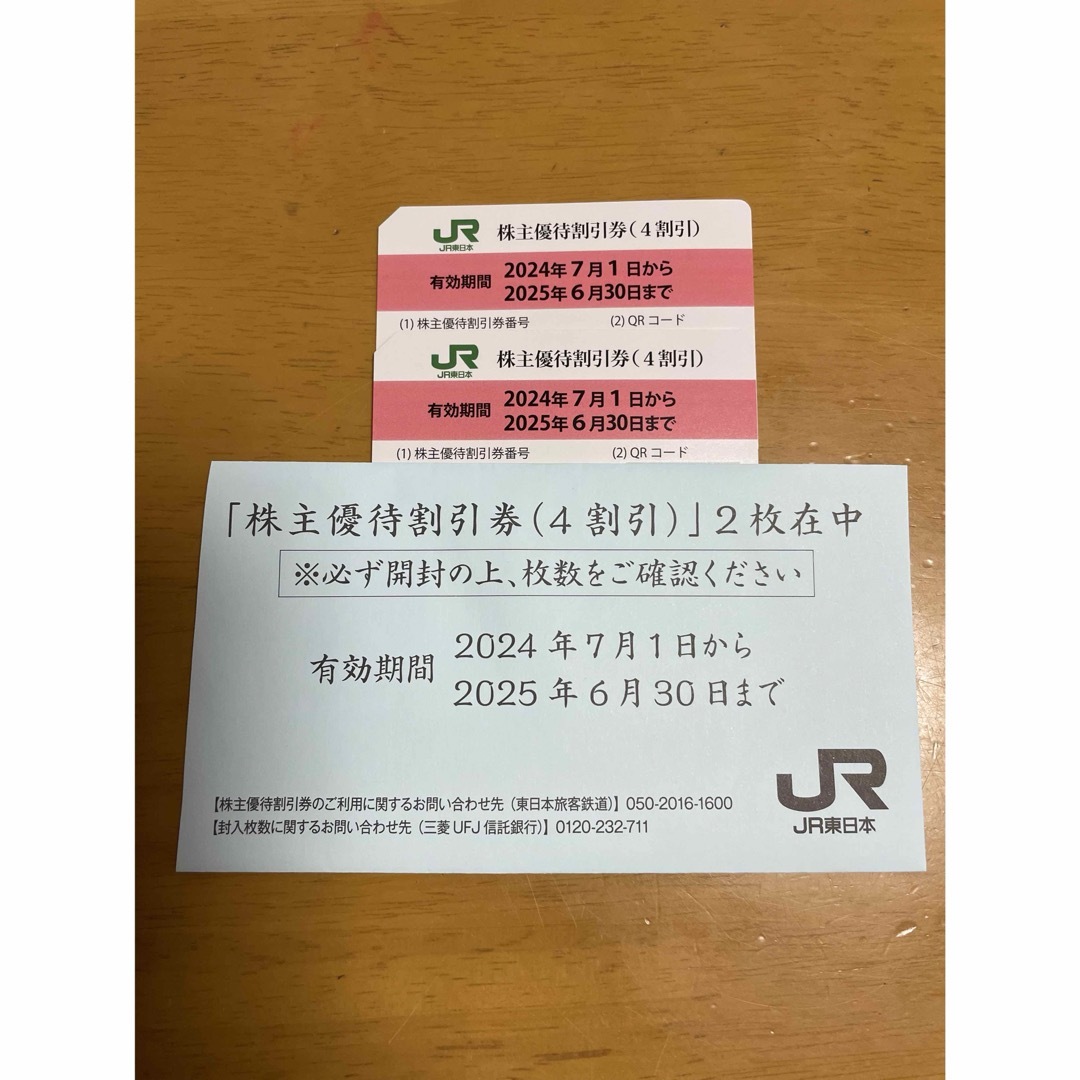 JR 株主優待割引券(4割引)
JR東日本
有効期間 2024年7月1日から
2025年6月30日まで
(1) 株主優待割引券番号 (2) QRコード
JR 株主優待割引券(4割引)
JR東日本
有効期間 2024年7月1日から
2025年6月30日まで
(1) 株主優待割引券番号 (2) QRコード
「株主優待割引券(4割引)」2枚在中
※必ず開封の上、枚数をご確認ください
有効期間 2024年7月1日から
2025年6月30日まで
JR
JR東日本
【株主優待割引券のご利用に関するお問い合わせ先(東日本旅客鉄道)】050-2016-1600
【封入枚数に関するお問い合わせ先(三菱UFJ信託銀行)】0120-232-711